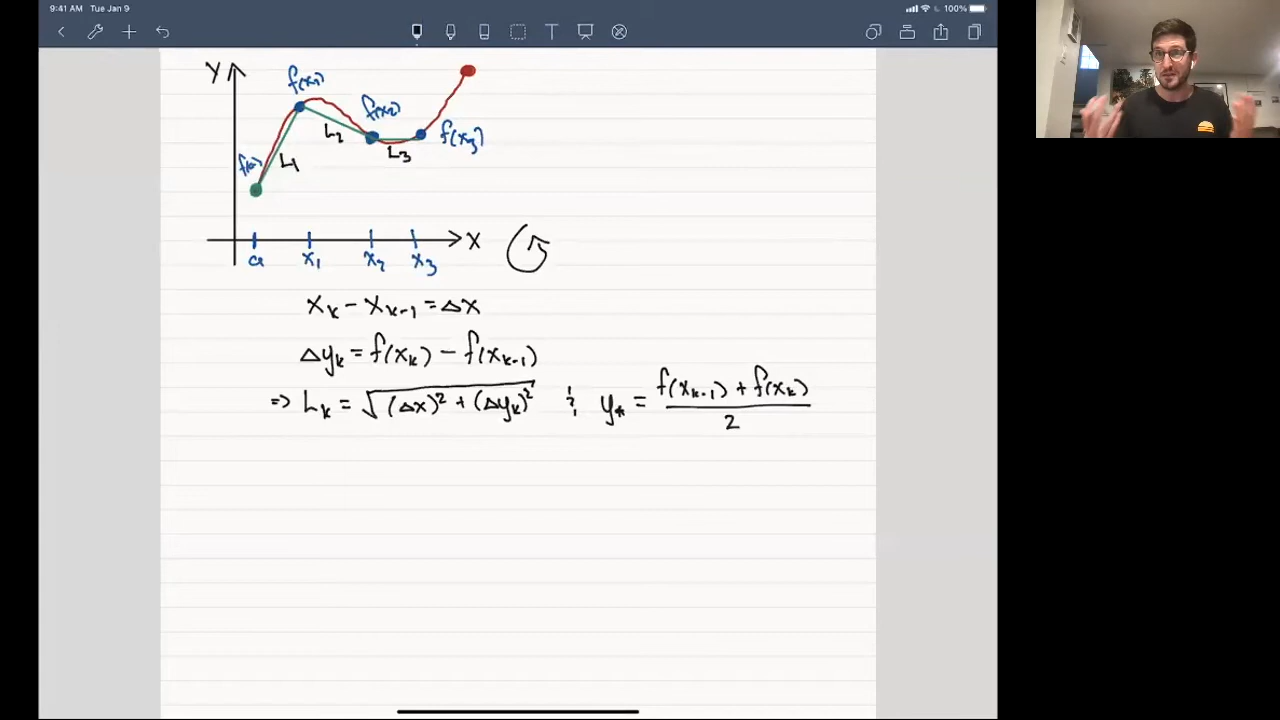 9:41 AM Tue Jan 9
100%
Y
f(x₁)
f(x₂)
f(x₃)
f(a)
L₁
L₂
L₃
X
a x₁ x₂ x₃
xₖ - xₖ₋₁ = Δx
Δyₖ = f(xₖ) - f(xₖ₋₁)
=> Lₖ = √((Δx)² + (Δyₖ)²) & y* = (f(xₖ₋₁) + f(xₖ))/2